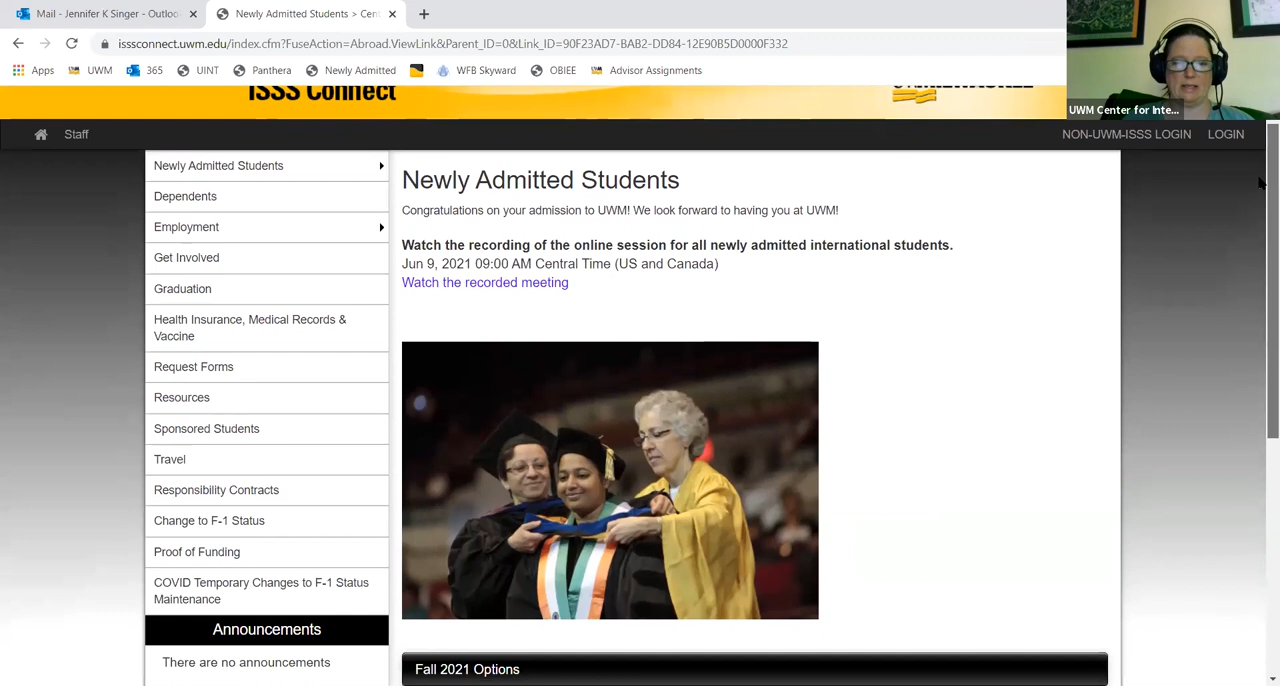 Mail - Jennifer K Singer - Outloo
Newly Admitted Students > Cent
isssconnect.uwm.edu/index.cfm?FuseAction=Abroad.ViewLink&Parent_ID=0&Link_ID=90F23AD7-BAB2-DD84-12E90B5D0000F332
Apps UWM 365 UINT Panthera Newly Admitted WFB Skyward OBIEE Advisor Assignments
UWM Center for Inte...
ISSS Connect
Staff
NON-UWM-ISSS LOGIN LOGIN
Newly Admitted Students
Dependents
Employment
Get Involved
Graduation
Health Insurance, Medical Records &
Vaccine
Request Forms
Resources
Sponsored Students
Travel
Responsibility Contracts
Change to F-1 Status
Proof of Funding
COVID Temporary Changes to F-1 Status
Maintenance
Announcements
There are no announcements
Newly Admitted Students
Congratulations on your admission to UWM! We look forward to having you at UWM!
Watch the recording of the online session for all newly admitted international students.
Jun 9, 2021 09:00 AM Central Time (US and Canada)
Watch the recorded meeting
Fall 2021 Options